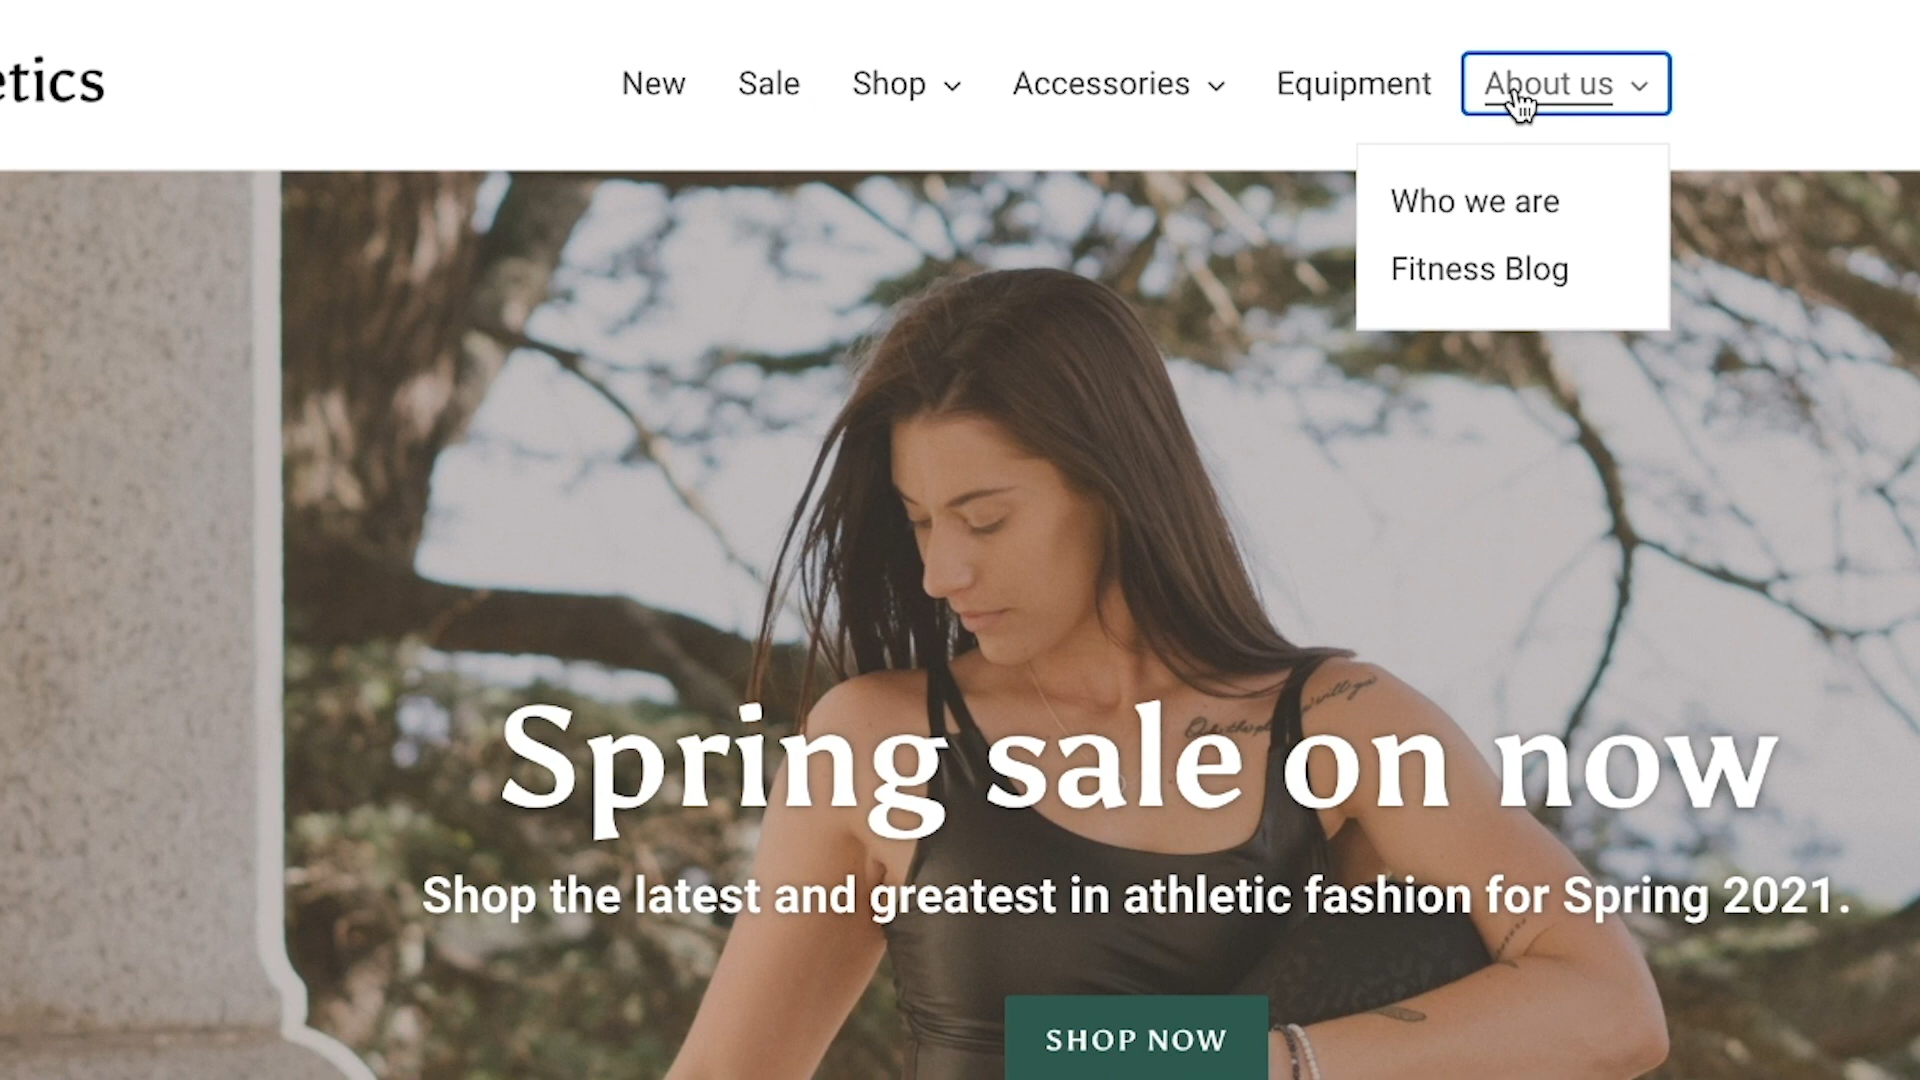 etics
New Sale Shop Accessories Equipment About us
Who we are
Fitness Blog
Spring sale on now
Shop the latest and greatest in athletic fashion for Spring 2021.
SHOP NOW